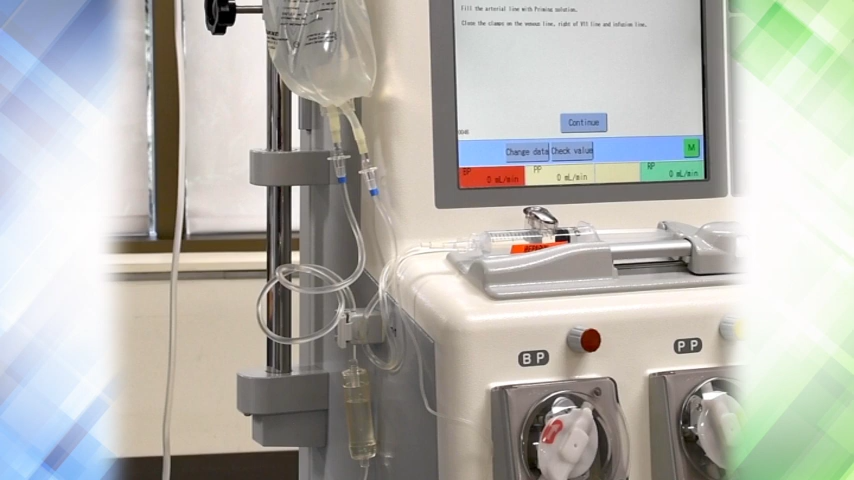 Fill the arterial line with Priming solution.
Close the clamps on the venous line, right of V11 line and infusion line.
Continue
Change data Check value M
BP 0 mL/min PP 0 mL/min RP 0 mL/min
BP PP